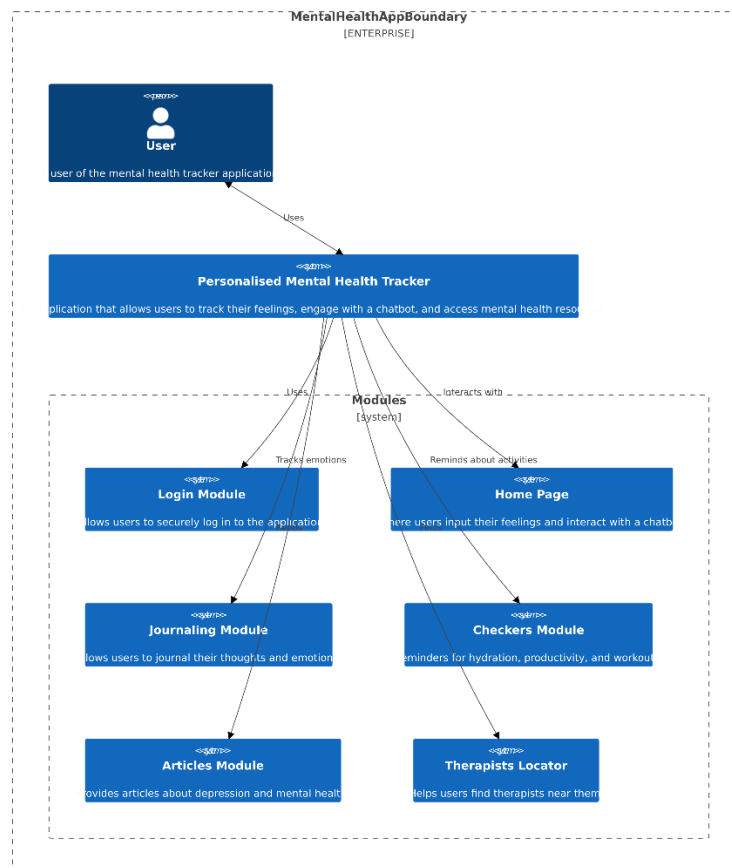 MentalHealthAppBoundary
[ENTERPRISE]
User
user of the mental health tracker application
Uses
Personalised Mental Health Tracker
plication that allows users to track their feelings, engage with a chatbot, and access mental health reso
Uses
Interacts with
Modules
[system]
Tracks emotions
Reminds about activities
Login Module
llows users to securely log in to the application
Home Page
here users input their feelings and interact with a chatb
Journaling Module
lows users to journal their thoughts and emotion
Checkers Module
eminders for hydration, productivity, and workout
Articles Module
rovides articles about depression and mental healt
Therapists Locator
Helps users find therapists near them